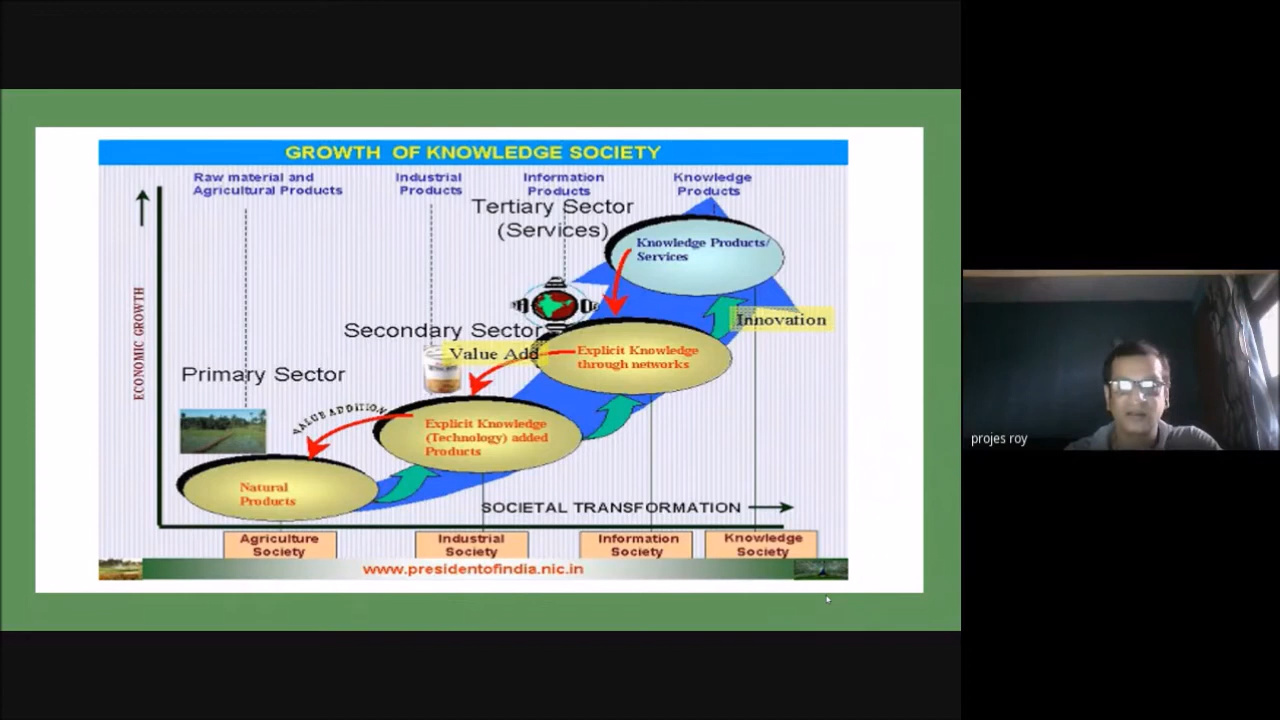 GROWTH OF KNOWLEDGE SOCIETY
Raw material and
Agricultural Products
Industrial
Products
Information
Products
Knowledge
Products
Tertiary Sector
(Services)
Knowledge Products/
Services
Innovation
Secondary Sector
Value Add
Explicit Knowledge
through networks
Primary Sector
VALUE ADDITION
Explicit Knowledge
(Technology) added
Products
Natural
Products
ECONOMIC GROWTH
SOCIETAL TRANSFORMATION
Agriculture
Society
Industrial
Society
Information
Society
Knowledge
Society
www.presidentofindia.nic.in
projes roy